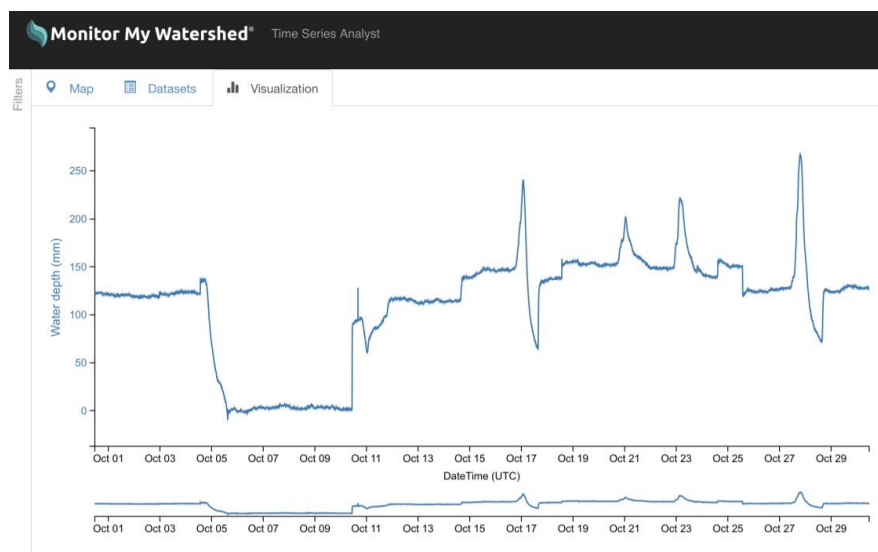 Monitor My Watershed® Time Series Analyst
Filters
Map Datasets Visualization
250
200
150
100
50
0
Water depth (mm)
Oct 01 Oct 03 Oct 05 Oct 07 Oct 09 Oct 11 Oct 13 Oct 15 Oct 17 Oct 19 Oct 21 Oct 23 Oct 25 Oct 27 Oct 29
DateTime (UTC)
Oct 01 Oct 03 Oct 05 Oct 07 Oct 09 Oct 11 Oct 13 Oct 15 Oct 17 Oct 19 Oct 21 Oct 23 Oct 25 Oct 27 Oct 29